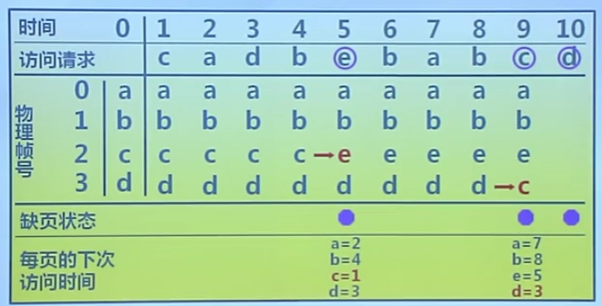 时间 0 1 2 3 4 5 6 7 8 9 10
访问请求 c a d b e b a b c d
物理帧号
0 a a a a a a a a a a
1 b b b b b b b b b b
2 c c c c c →e e e e e
3 d d d d d d d d d →c
缺页状态
每页的下次
访问时间
a=2
b=4
c=1
d=3
a=7
b=8
e=5
d=3